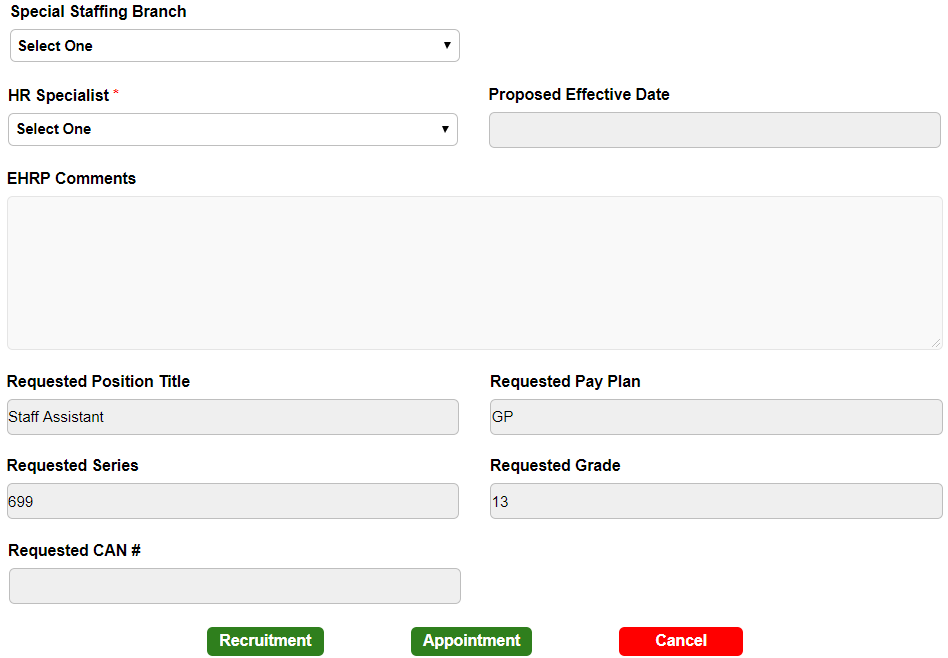 Special Staffing Branch
Select One
HR Specialist *
Proposed Effective Date
Select One
EHRP Comments
Requested Position Title
Requested Pay Plan
Staff Assistant
GP
Requested Series
Requested Grade
699
13
Requested CAN #
Recruitment
Appointment
Cancel